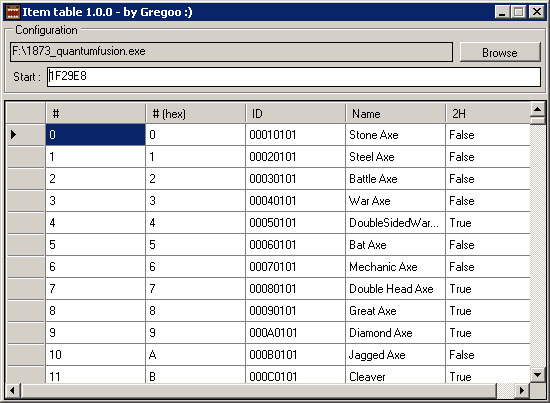 Item table 1.0.0 - by Gregoo :)
Configuration
F:\1873_quantumfusion.exe Browse
Start : 1F29E8
# # (hex) ID Name 2H
0 0 00010101 Stone Axe False
1 1 00020101 Steel Axe False
2 2 00030101 Battle Axe False
3 3 00040101 War Axe False
4 4 00050101 DoubleSidedWar... True
5 5 00060101 Bat Axe False
6 6 00070101 Mechanic Axe False
7 7 00080101 Double Head Axe True
8 8 00090101 Great Axe True
9 9 000A0101 Diamond Axe True
10 A 000B0101 Jagged Axe False
11 B 000C0101 Cleaver True